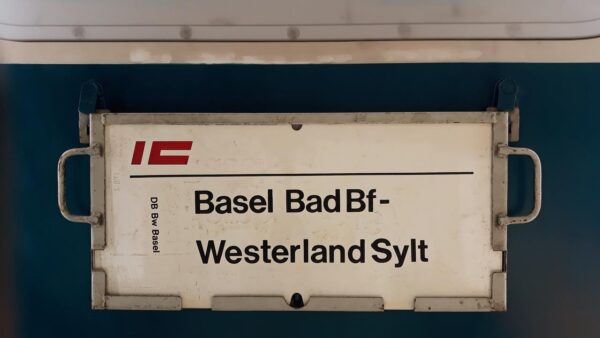 IC
DB Bw Basel
Basel Bad Bf-
Westerland Sylt